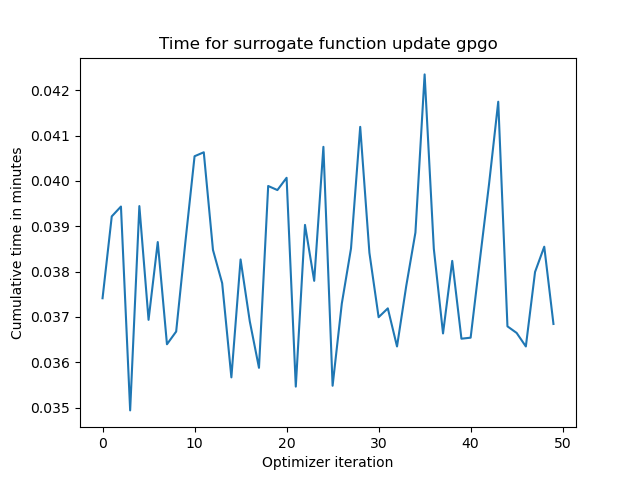 Time for surrogate function update gpgo
Cumulative time in minutes
0.042
0.041
0.040
0.039
0.038
0.037
0.036
0.035
0 10 20 30 40 50
Optimizer iteration